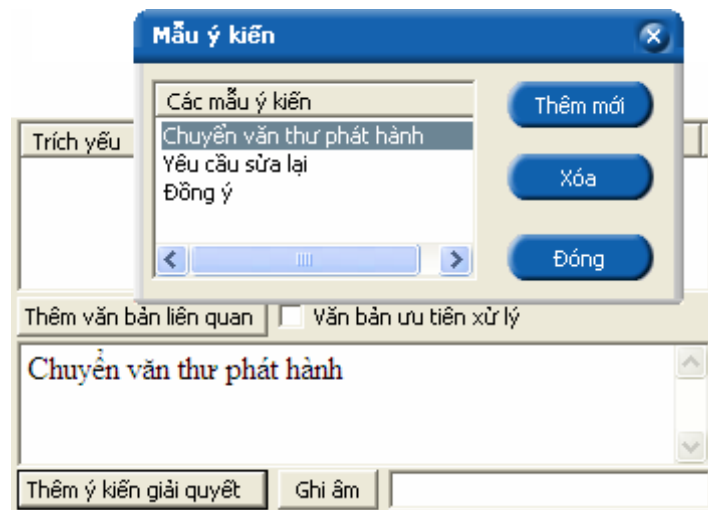 Mẫu ý kiến
Các mẫu ý kiến
Chuyển văn thư phát hành
Yêu cầu sửa lại
Đồng ý
Thêm mới
Xóa
Đóng
Trích yếu
Thêm văn bản liên quan
Văn bản ưu tiên xử lý
Chuyển văn thư phát hành
Thêm ý kiến giải quyết
Ghi âm